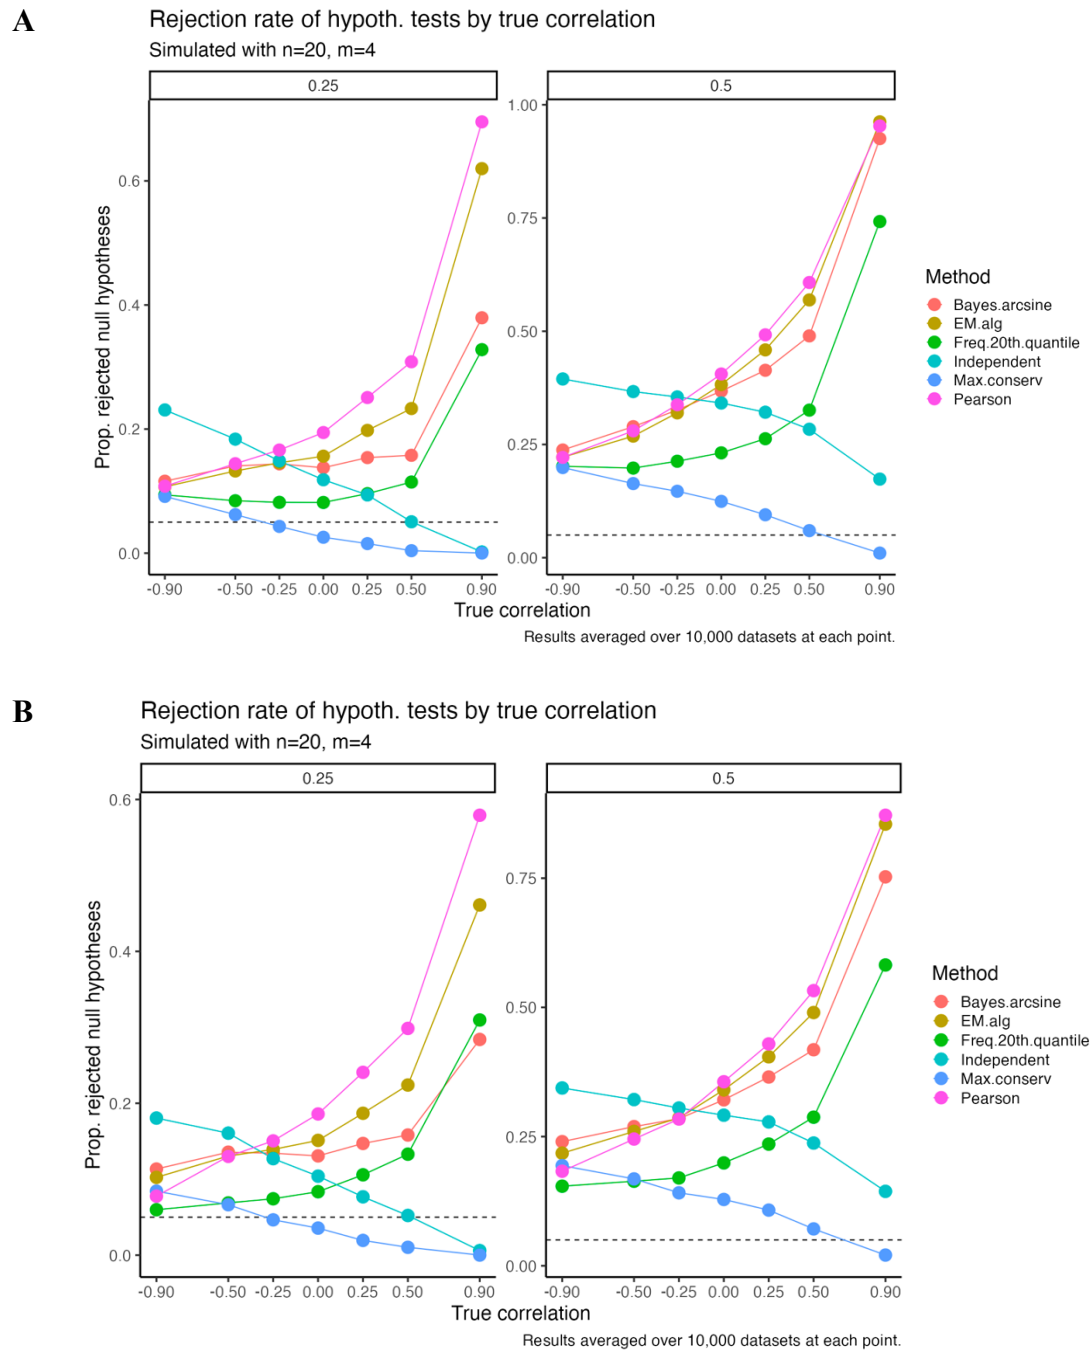 A
Rejection rate of hypoth. tests by true correlation
Simulated with n=20, m=4
0.25
0.5
Prop. rejected null hypotheses
0.6
0.4
0.2
0.0
1.00
0.75
0.50
0.25
0.00
-0.90 -0.50 -0.25 0.00 0.25 0.50 0.90
-0.90 -0.50 -0.25 0.00 0.25 0.50 0.90
True correlation
Results averaged over 10,000 datasets at each point.
Method
Bayes.arcsine
EM.alg
Freq.20th.quantile
Independent
Max.conserv
Pearson
B
Rejection rate of hypoth. tests by true correlation
Simulated with n=20, m=4
0.25
0.5
Prop. rejected null hypotheses
0.6
0.4
0.2
0.0
0.75
0.50
0.25
0.00
-0.90 -0.50 -0.25 0.00 0.25 0.50 0.90
-0.90 -0.50 -0.25 0.00 0.25 0.50 0.90
True correlation
Results averaged over 10,000 datasets at each point.
Method
Bayes.arcsine
EM.alg
Freq.20th.quantile
Independent
Max.conserv
Pearson